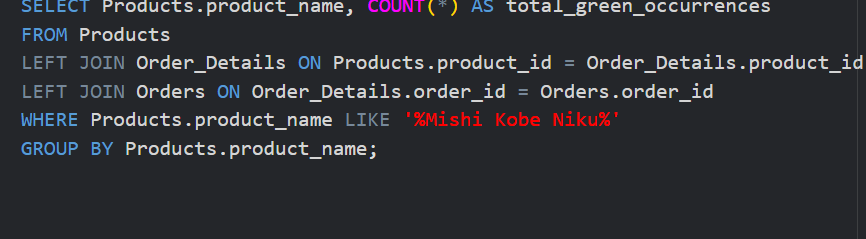 SELECT Products.product_name, COUNT(*) AS total_green_occurrences
FROM Products
LEFT JOIN Order_Details ON Products.product_id = Order_Details.product_id
LEFT JOIN Orders ON Order_Details.order_id = Orders.order_id
WHERE Products.product_name LIKE '%Mishi Kobe Niku%'
GROUP BY Products.product_name;